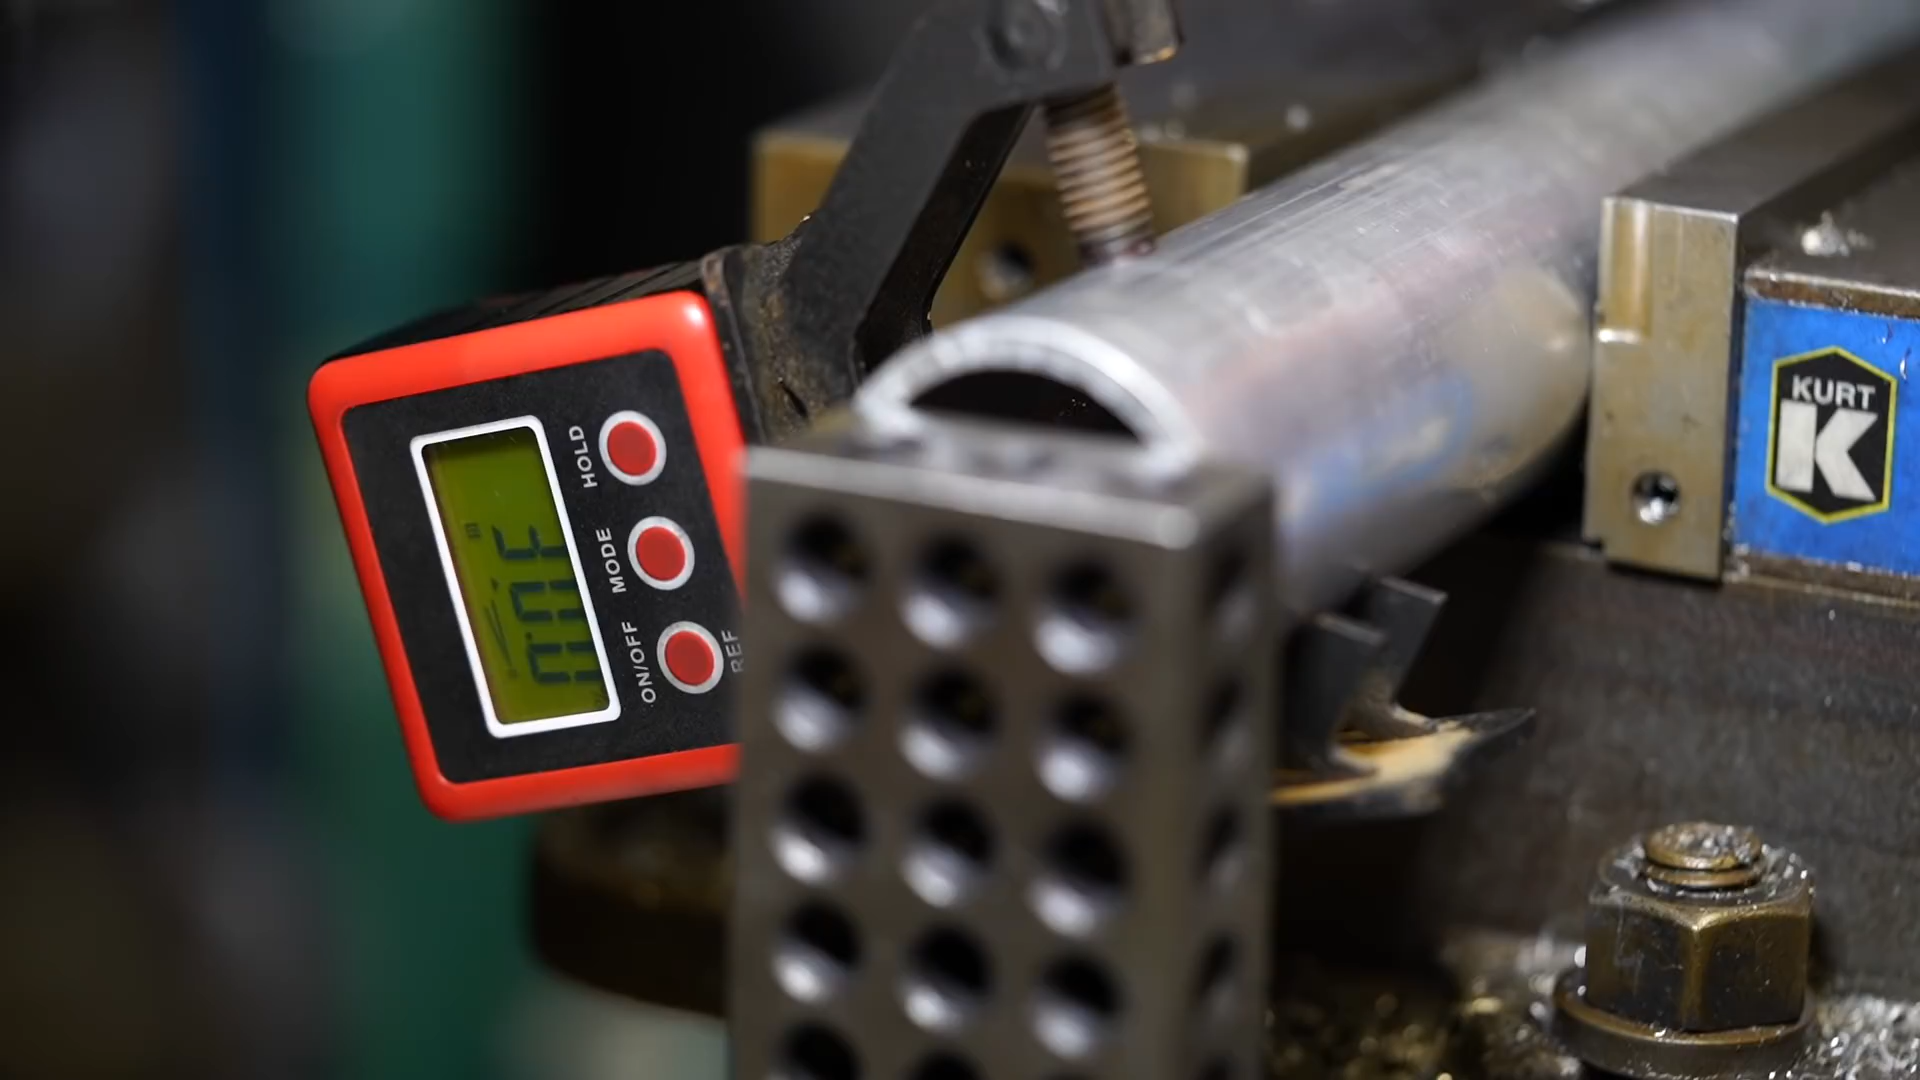 HOLD
MODE
ON/OFF
REF
KURT
K